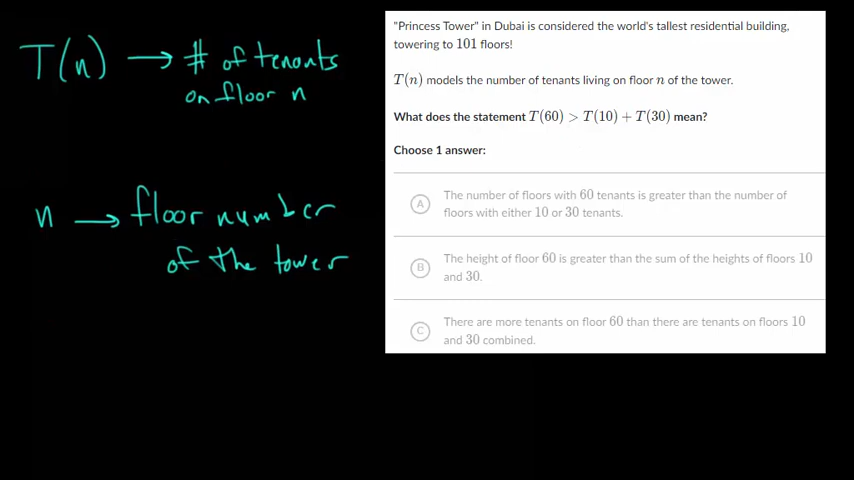 T(n) → # of tenants
on floor n
n → floor number
of the tower
"Princess Tower" in Dubai is considered the world's tallest residential building,
towering to 101 floors!
T(n) models the number of tenants living on floor n of the tower.
What does the statement T(60) > T(10) + T(30) mean?
Choose 1 answer:
A The number of floors with 60 tenants is greater than the number of
floors with either 10 or 30 tenants.
B The height of floor 60 is greater than the sum of the heights of floors 10
and 30.
C There are more tenants on floor 60 than there are tenants on floors 10
and 30 combined.